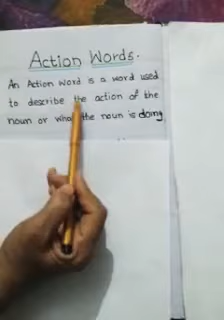 Action Words.
An Action word is a word used
to describe the action of the
noun or what the noun is doing